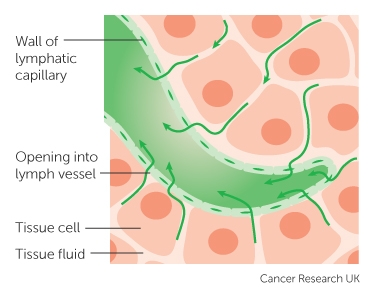 Wall of
lymphatic
capillary
Opening into
lymph vessel
Tissue cell
Tissue fluid
Cancer Research UK